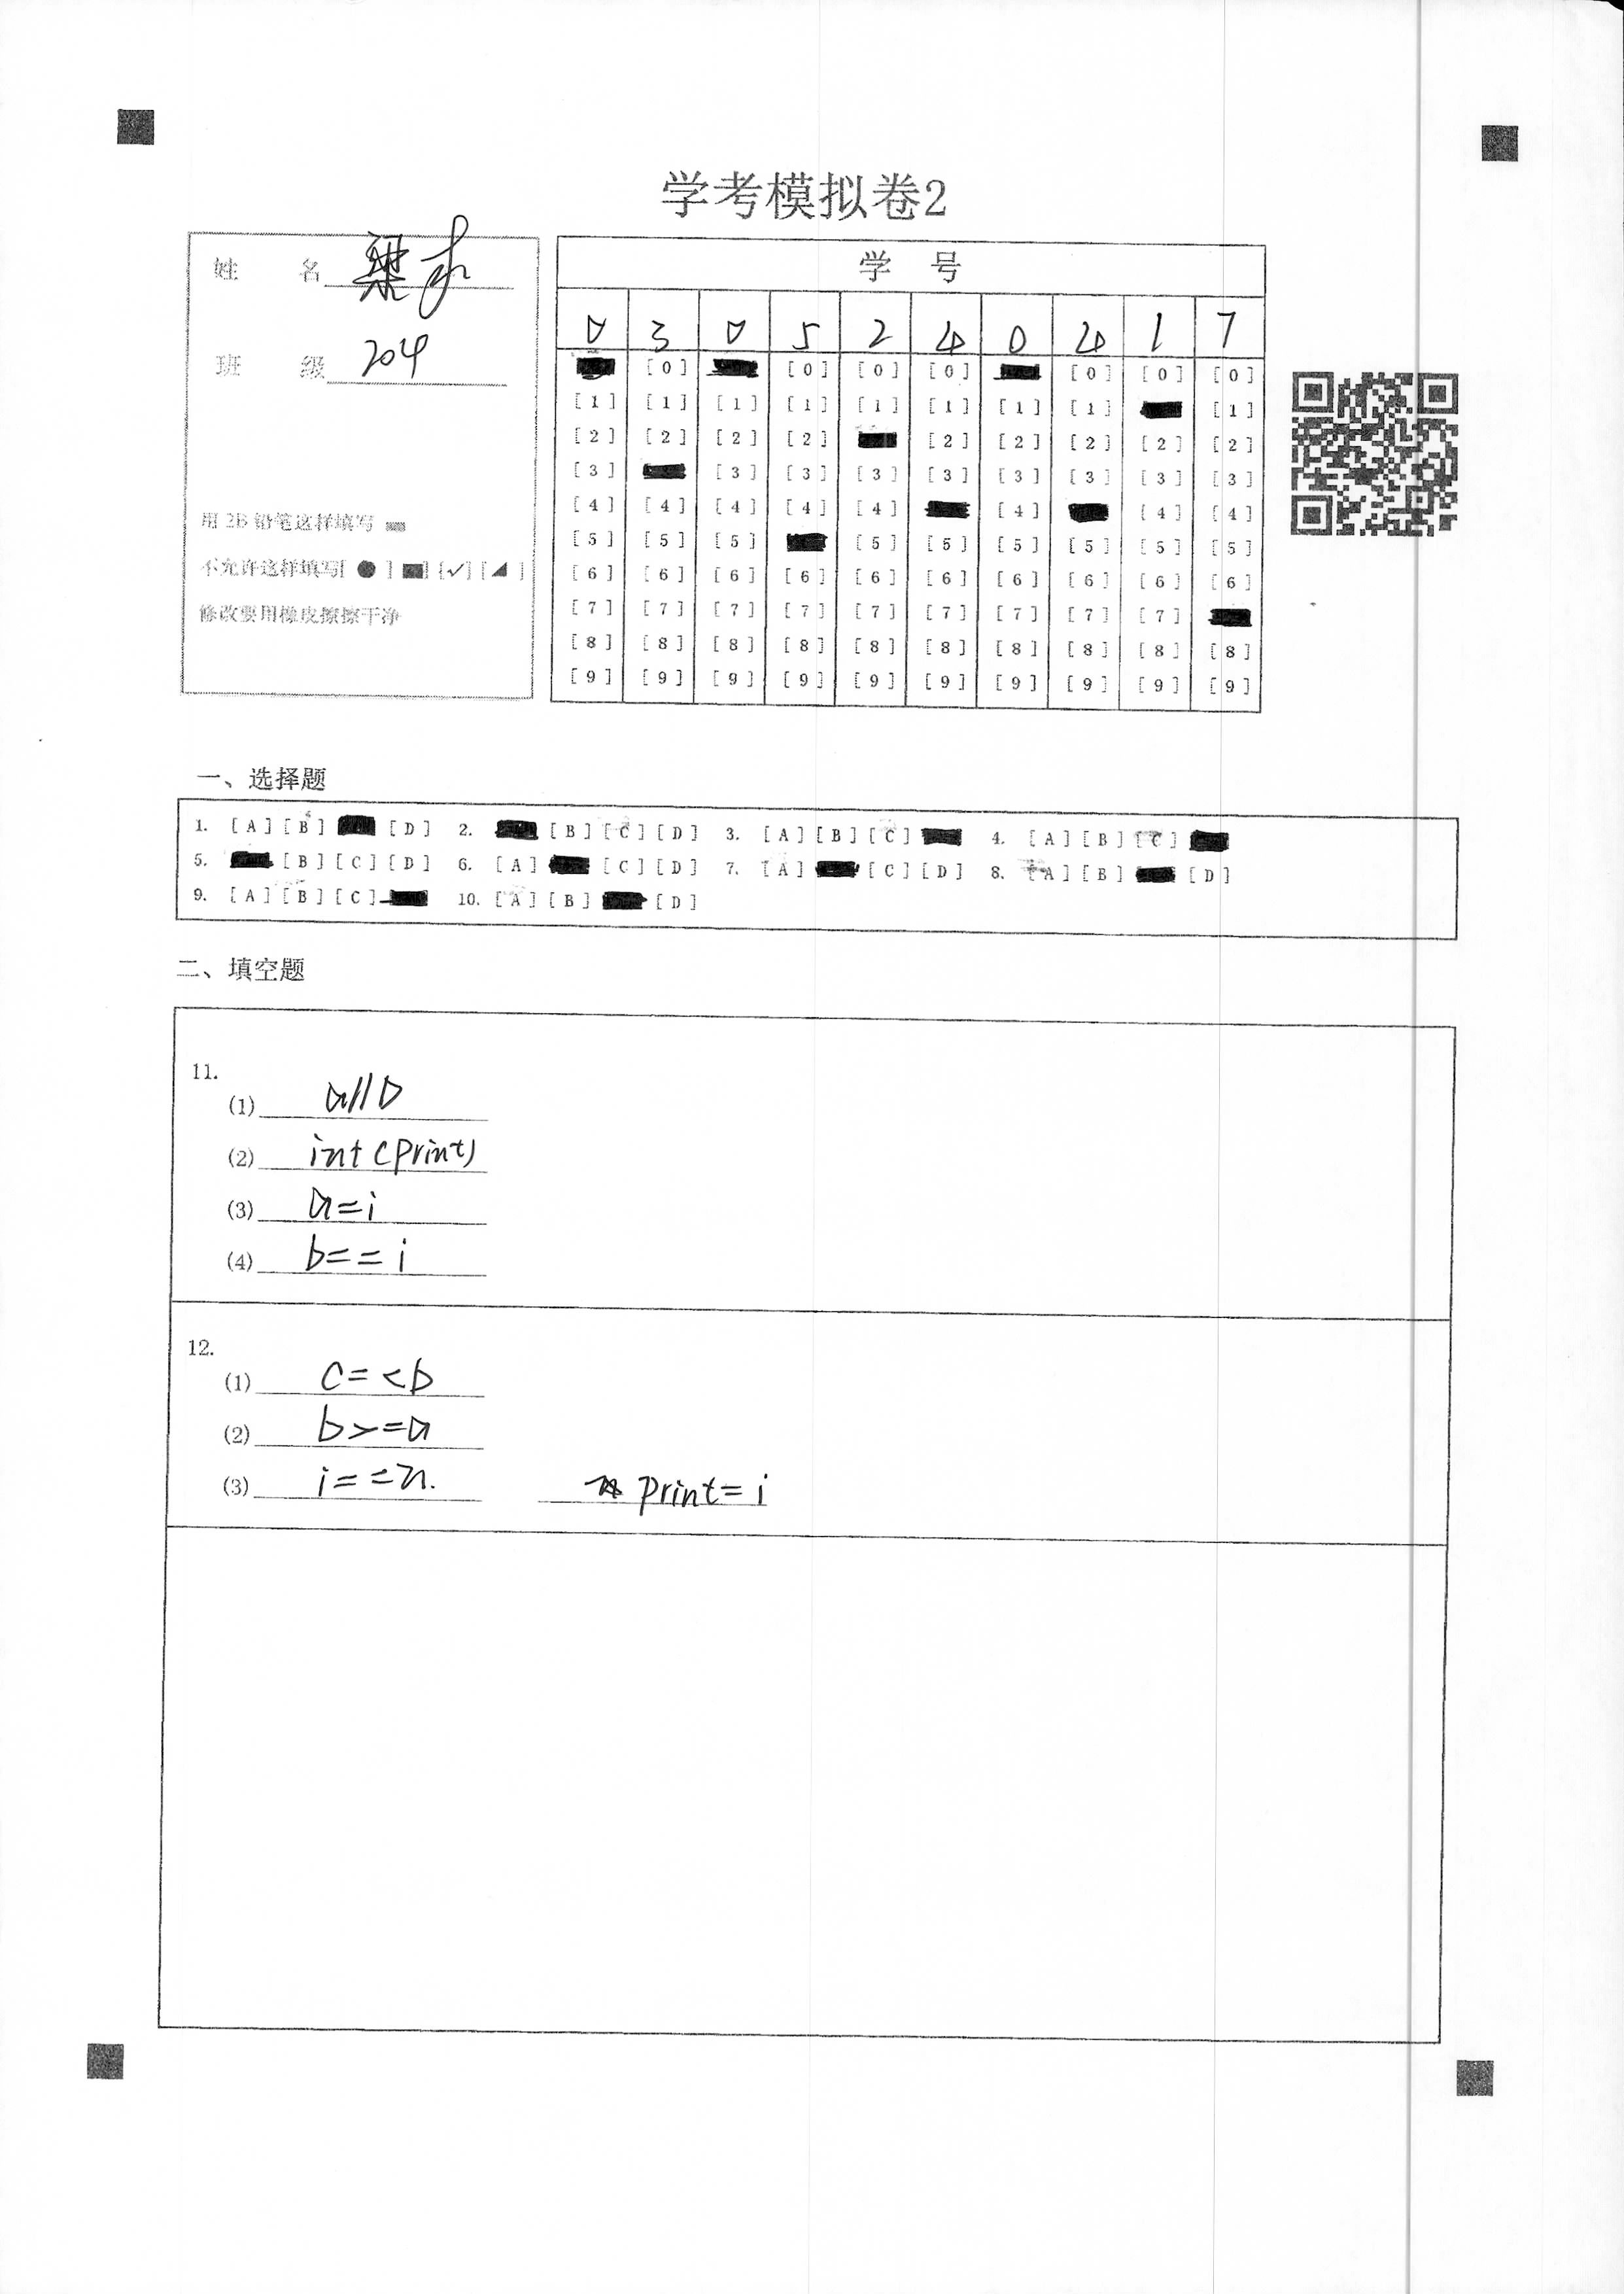 学考模拟卷2
姓 名 梁
班 级 204
用 2B 铅笔这样填写
不允许这样填写[ ● ] [■] [✓] [◢ ]
修改要用橡皮擦擦干净
学 号
0 3 0 5 2 4 0 4 1 7
[0] [0] [0] [0] [0] [0] [0]
[1] [1] [1] [1] [1] [1] [1] [1] [1]
[2] [2] [2] [2] [2] [2] [2] [2] [2]
[3] [3] [3] [3] [3] [3] [3] [3] [3]
[4] [4] [4] [4] [4] [4] [4] [4]
[5] [5] [5] [5] [5] [5] [5] [5] [5]
[6] [6] [6] [6] [6] [6] [6] [6] [6] [6]
[7] [7] [7] [7] [7] [7] [7] [7] [7]
[8] [8] [8] [8] [8] [8] [8] [8] [8] [8]
[9] [9] [9] [9] [9] [9] [9] [9] [9] [9]
一、选择题
1. [A] [B] [D] 2. [B] [C] [D] 3. [A] [B] [C] 4. [A] [B] [C]
5. [B] [C] [D] 6. [A] [C] [D] 7. [A] [C] [D] 8. [A] [B] [D]
9. [A] [B] [C] 10. [A] [B] [D]
二、填空题
11.
(1) a//b
(2) int(print)
(3) a=i
(4) b==i
12.
(1) c=<b
(2) b>=a
(3) i==n. print=i